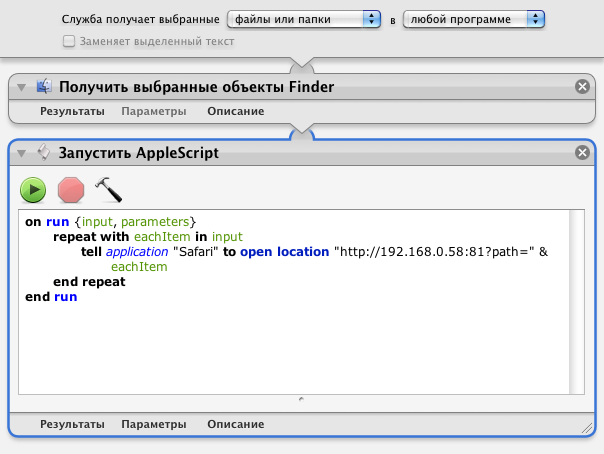 Служба получает выбранные файлы или папки в любой программе
Заменяет выделенный текст
Получить выбранные объекты Finder
Результаты Параметры Описание
Запустить AppleScript
on run {input, parameters}
repeat with eachItem in input
tell application "Safari" to open location "http://192.168.0.58:81?path=" &
eachItem
end repeat
end run
Результаты Параметры Описание